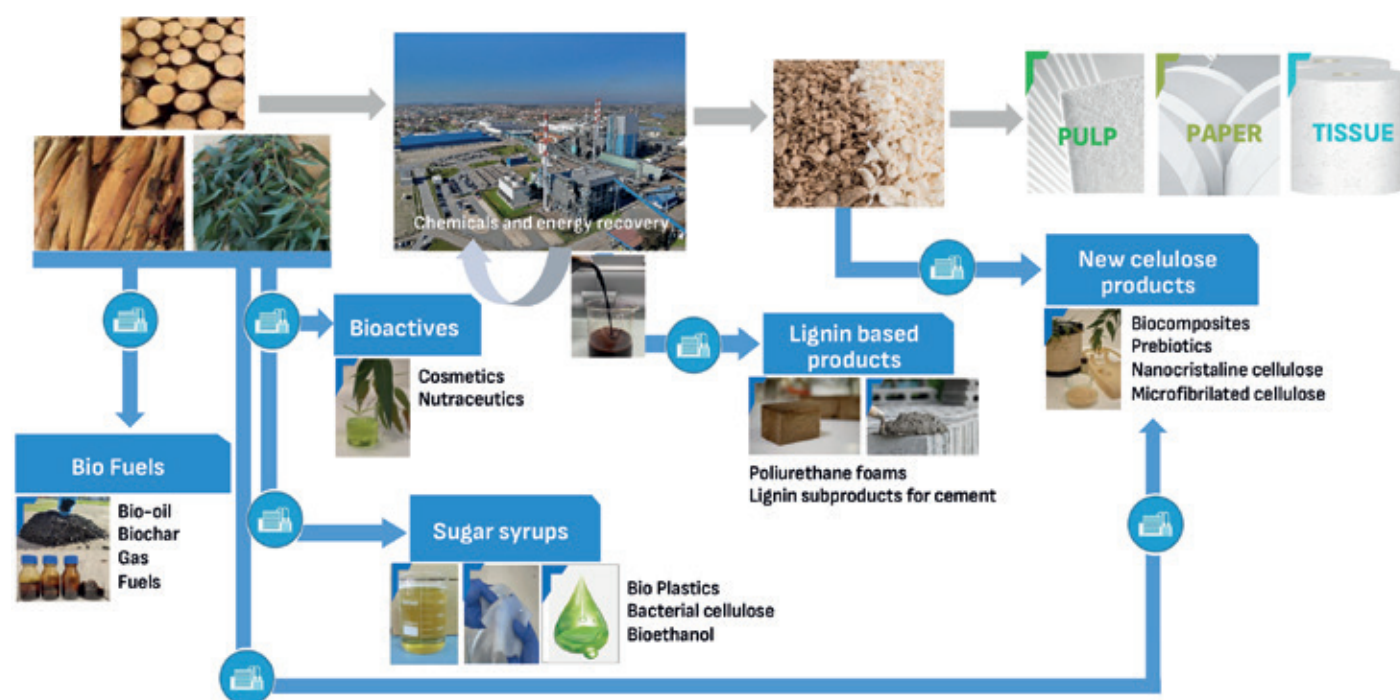 PULP
PAPER
TISSUE
Chemicals and energy recovery
New celulose
products
Biocomposites
Prebiotics
Nanocristaline cellulose
Microfibrilated cellulose
Bioactives
Cosmetics
Nutraceutics
Lignin based
products
Poliurethane foams
Lignin subproducts for cement
Bio Fuels
Bio-oil
Biochar
Gas
Fuels
Sugar syrups
Bio Plastics
Bacterial cellulose
Bioethanol